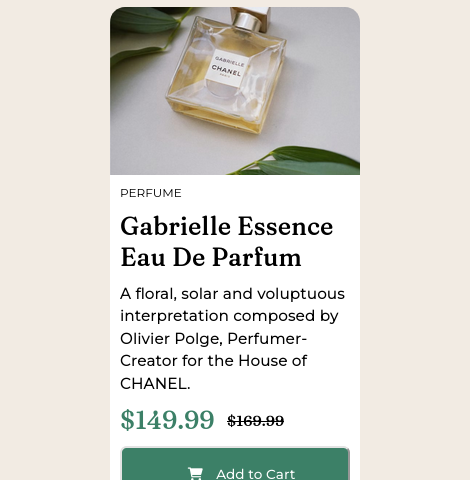 GABRIELLE
CHANEL
PERFUME
Gabrielle Essence
Eau De Parfum
A floral, solar and voluptuous
interpretation composed by
Olivier Polge, Perfumer-
Creator for the House of
CHANEL.
$149.99 $169.99
Add to Cart